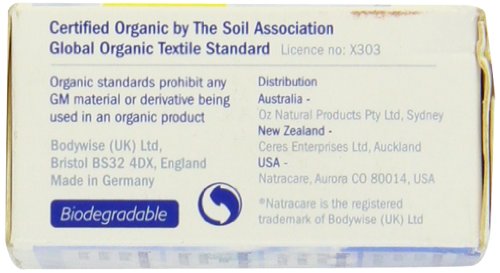 Certified Organic by The Soil Association
Global Organic Textile Standard Licence no: X303
Organic standards prohibit any
GM material or derivative being
used in an organic product
Bodywise (UK) Ltd,
Bristol BS32 4DX, England
Made in Germany
Biodegradable
Distribution
Australia -
Oz Natural Products Pty Ltd, Sydney
New Zealand -
Ceres Enterprises Ltd, Auckland
USA -
Natracare, Aurora CO 80014, USA
®Natracare is the registered
trademark of Bodywise (UK) Ltd